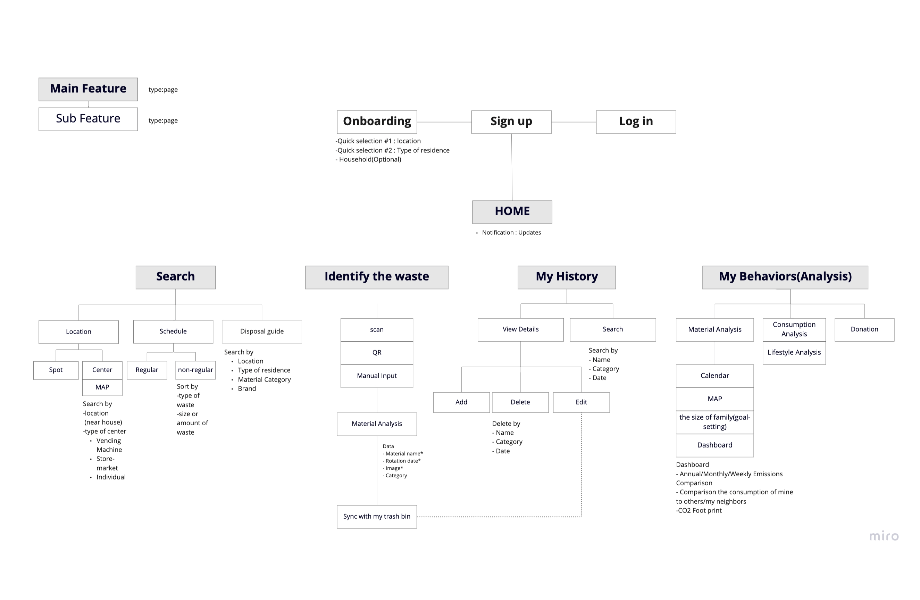 Main Feature
type:page
Sub Feature
type:page
Onboarding
Sign up
Log in
-Quick selection #1 : location
-Quick selection #2 : Type of residence
- Household(Optional)
HOME
• Notification : Updates
Search
Identify the waste
My History
My Behaviors(Analysis)
Location
Schedule
Disposal guide
Spot
Center
MAP
Regular
non-regular
Search by
-location
(near house)
-type of center
• Vending
Machine
• Store-
market
• Individual
Sort by
-type of
waste
-size or
amount of
waste
Search by
• Location
• Type of residence
• Material Category
• Brand
scan
QR
Manual Input
Material Analysis
Data
- Material name*
- Rotation date*
- Image*
- Category
Sync with my trash bin
View Details
Search
Search by
- Name
- Category
- Date
Add
Delete
Edit
Delete by
- Name
- Category
- Date
Material Analysis
Consumption
Analysis
Donation
Lifestyle Analysis
Calendar
MAP
the size of family(goal-
setting)
Dashboard
Dashboard
- Annual/Monthly/Weekly Emissions
Comparison
- Comparison the consumption of mine
to others/my neighbors
-CO2 Foot print
miro